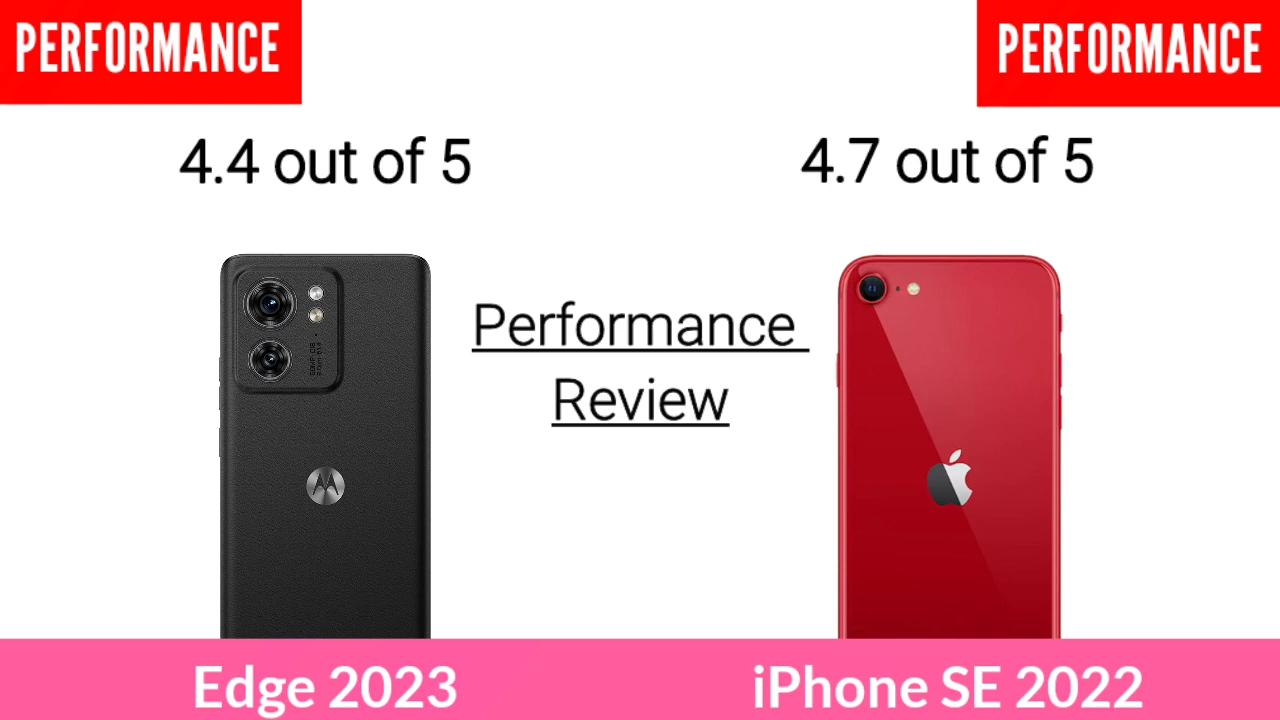 PERFORMANCE
PERFORMANCE
4.4 out of 5
4.7 out of 5
Performance
Review
Edge 2023
iPhone SE 2022